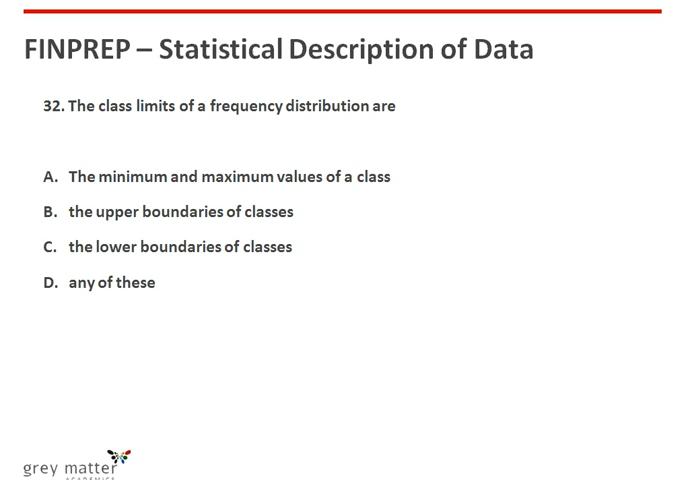 FINPREP – Statistical Description of Data
32. The class limits of a frequency distribution are
A. The minimum and maximum values of a class
B. the upper boundaries of classes
C. the lower boundaries of classes
D. any of these
grey matter
ACADEMICS